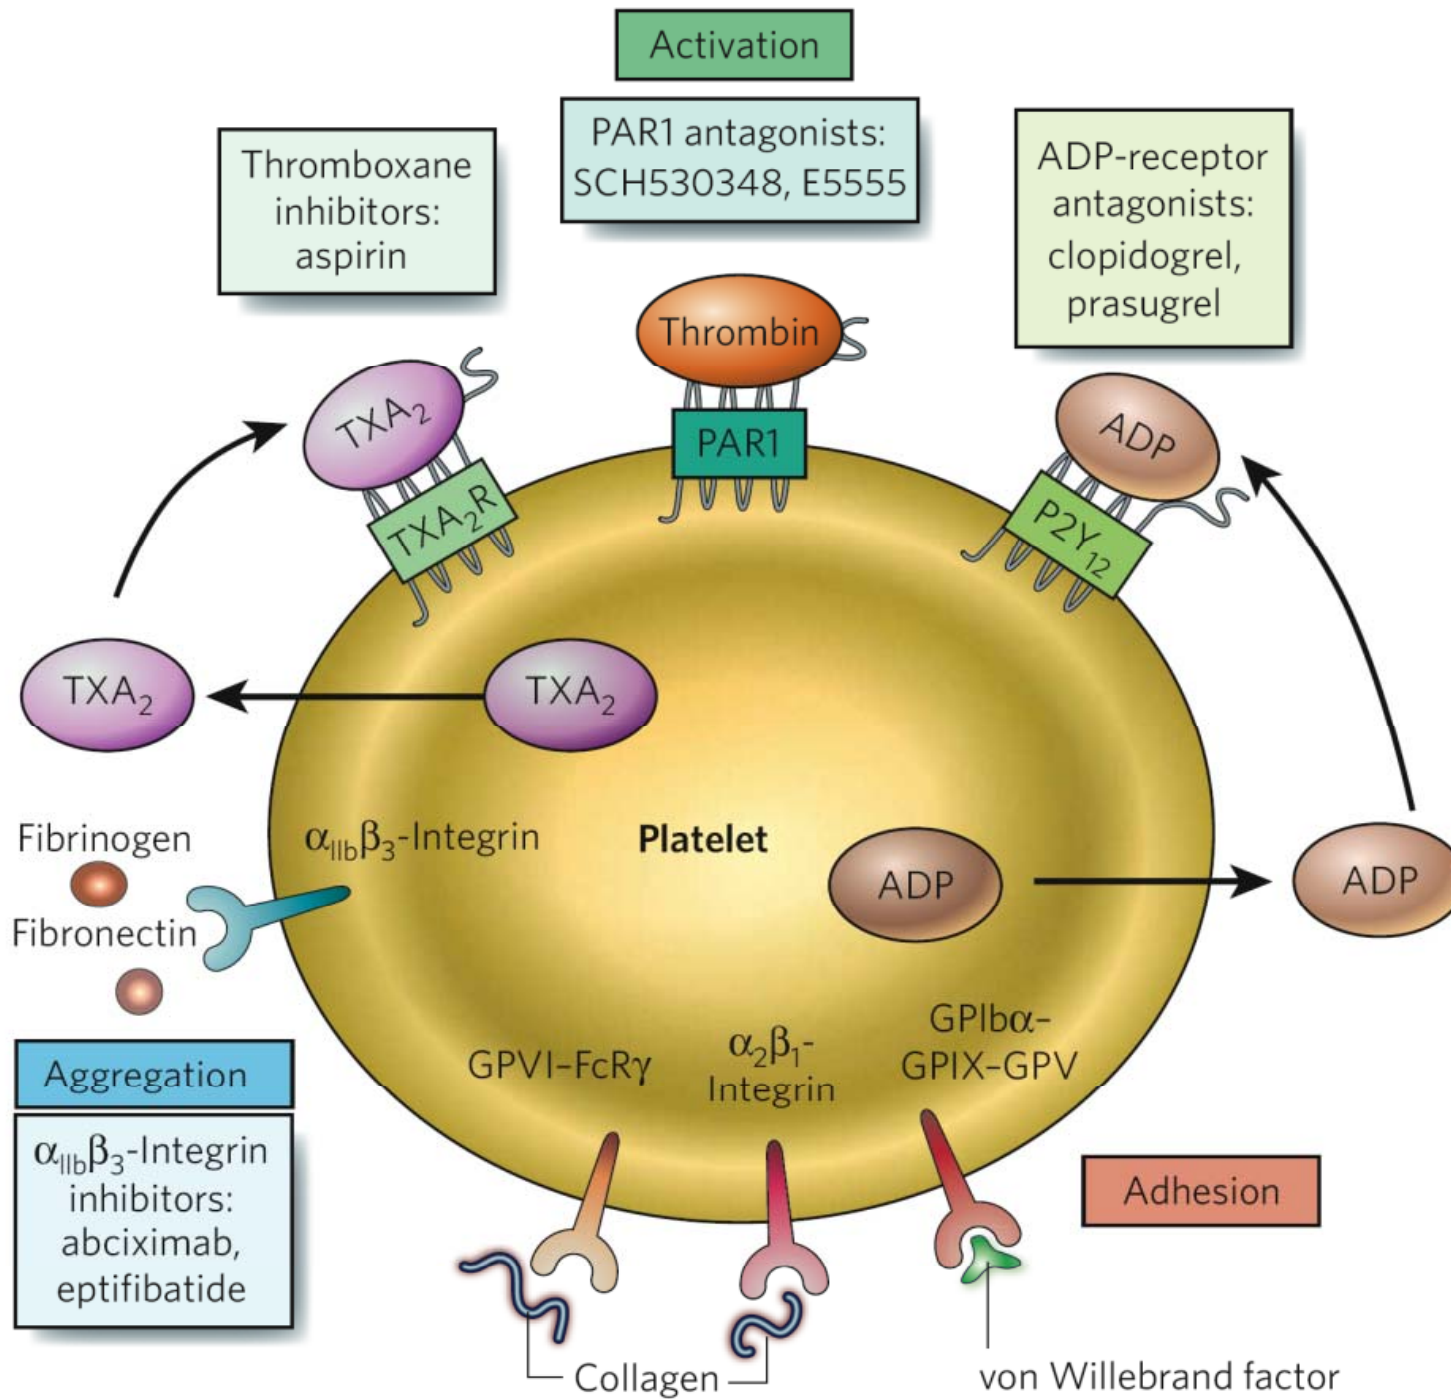 Activation
PAR1 antagonists:
SCH530348, E5555
Thromboxane
inhibitors:
aspirin
ADP-receptor
antagonists:
clopidogrel,
prasugrel
Thrombin
PAR1
TXA₂
TXA₂R
ADP
P2Y₁₂
TXA₂
TXA₂
Fibrinogen
Fibronectin
α_IIbβ₃-Integrin
Platelet
ADP
ADP
Aggregation
α_IIbβ₃-Integrin
inhibitors:
abciximab,
eptifibatide
GPVI–FcRγ
α₂β₁-
Integrin
GPIbα–
GPIX–GPV
Adhesion
Collagen
von Willebrand factor